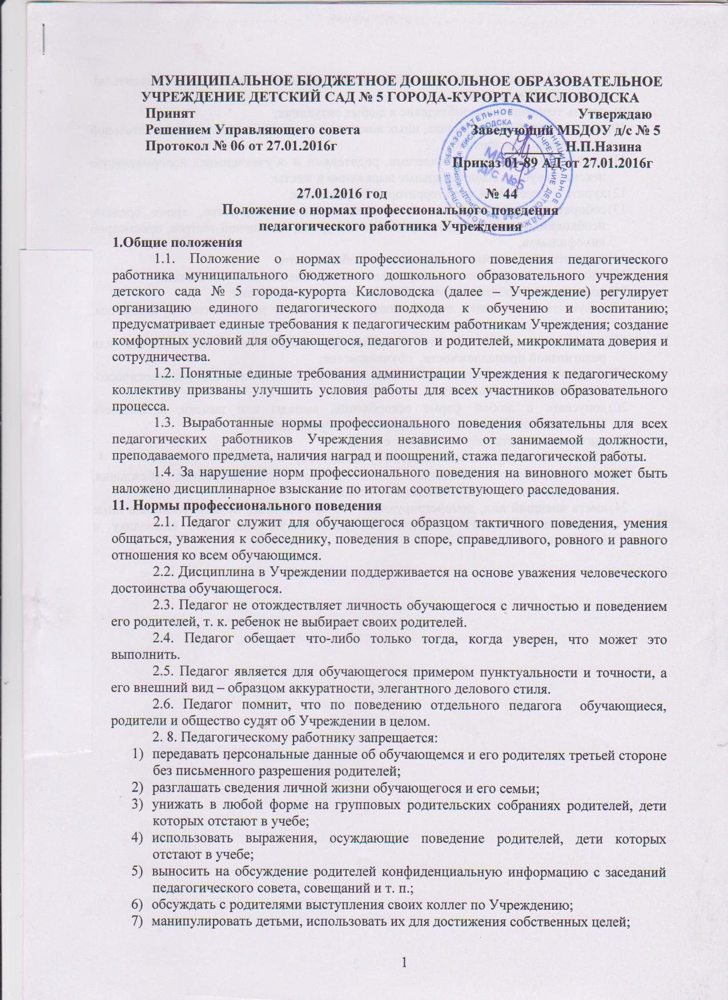 МУНИЦИПАЛЬНОЕ БЮДЖЕТНОЕ ДОШКОЛЬНОЕ ОБРАЗОВАТЕЛЬНОЕ
УЧРЕЖДЕНИЕ ДЕТСКИЙ САД № 5 ГОРОДА-КУРОРТА КИСЛОВОДСКА
Принят Утверждаю
Решением Управляющего совета Заведующий МБДОУ д/с № 5
Протокол № 06 от 27.01.2016г Н.П.Назина
Приказ 01-89 АД от 27.01.2016г
МБДОУ
д/с №5
27.01.2016 год № 44
Положение о нормах профессионального поведения
педагогического работника Учреждения
1.Общие положения
1.1. Положение о нормах профессионального поведения педагогического
работника муниципального бюджетного дошкольного образовательного учреждения
детского сада № 5 города-курорта Кисловодска (далее - Учреждение) регулирует
организацию единого педагогического подхода к обучению и воспитанию;
предусматривает единые требования к педагогическим работникам Учреждения; создание
комфортных условий для обучающегося, педагогов и родителей, микроклимата доверия и
сотрудничества.
1.2. Понятные единые требования администрации Учреждения к педагогическому
коллективу призваны улучшить условия работы для всех участников образовательного
процесса.
1.3. Выработанные нормы профессионального поведения обязательны для всех
педагогических работников Учреждения независимо от занимаемой должности,
преподаваемого предмета, наличия наград и поощрений, стажа педагогической работы.
1.4. За нарушение норм профессионального поведения на виновного может быть
наложено дисциплинарное взыскание по итогам соответствующего расследования.
11. Нормы профессионального поведения
2.1. Педагог служит для обучающегося образцом тактичного поведения, умения
общаться, уважения к собеседнику, поведения в споре, справедливого, ровного и равного
отношения ко всем обучающимся.
2.2. Дисциплина в Учреждении поддерживается на основе уважения человеческого
достоинства обучающегося.
2.3. Педагог не отождествляет личность обучающегося с личностью и поведением
его родителей, т. к. ребенок не выбирает своих родителей.
2.4. Педагог обещает что-либо только тогда, когда уверен, что может это
выполнить.
2.5. Педагог является для обучающегося примером пунктуальности и точности, а
его внешний вид – образцом аккуратности, элегантного делового стиля.
2.6. Педагог помнит, что по поведению отдельного педагога обучающиеся,
родители и общество судят об Учреждении в целом.
2. 8. Педагогическому работнику запрещается:
1) передавать персональные данные об обучающемся и его родителях третьей стороне
без письменного разрешения родителей;
2) разглашать сведения личной жизни обучающегося и его семьи;
3) унижать в любой форме на групповых родительских собраниях родителей, дети
которых отстают в учебе;
4) использовать выражения, осуждающие поведение родителей, дети которых
отстают в учебе;
5) выносить на обсуждение родителей конфиденциальную информацию с заседаний
педагогического совета, совещаний и т. п.;
6) обсуждать с родителями выступления своих коллег по Учреждению;
7) манипулировать детьми, использовать их для достижения собственных целей;
1